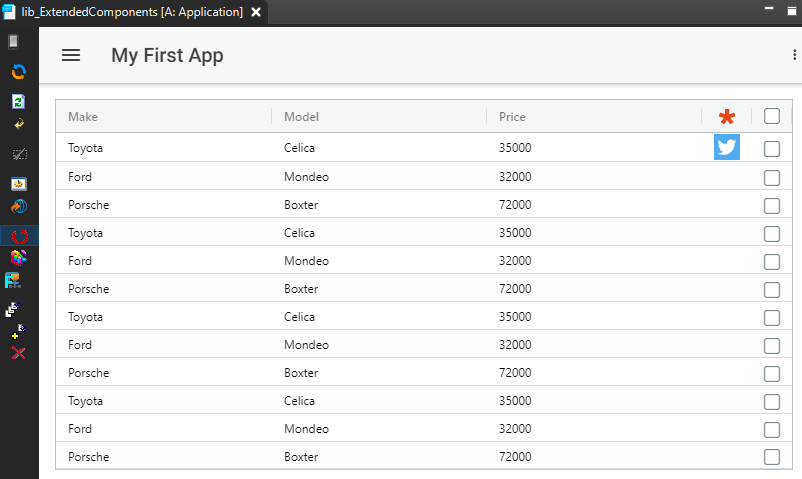 lib_ExtendedComponents [A: Application]
My First App
Make Model Price
Toyota Celica 35000
Ford Mondeo 32000
Porsche Boxter 72000
Toyota Celica 35000
Ford Mondeo 32000
Porsche Boxter 72000
Toyota Celica 35000
Ford Mondeo 32000
Porsche Boxter 72000
Toyota Celica 35000
Ford Mondeo 32000
Porsche Boxter 72000